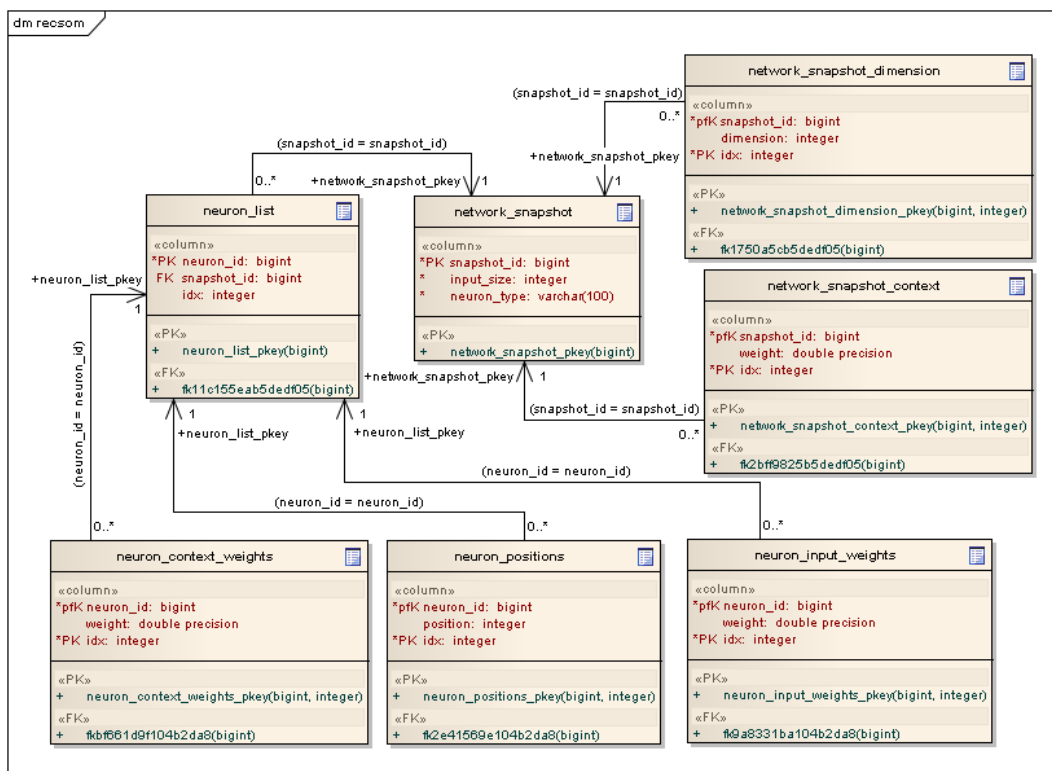 dm recsom
network_snapshot_dimension
«column»
*pfK snapshot_id: bigint
dimension: integer
*PK idx: integer
«PK»
+ network_snapshot_dimension_pkey(bigint, integer)
«FK»
+ fk1750a5cb5dedf05(bigint)
(snapshot_id = snapshot_id)
0..*
+network_snapshot_pkey
1
(snapshot_id = snapshot_id)
0..*
+network_snapshot_pkey
1
neuron_list
«column»
*PK neuron_id: bigint
FK snapshot_id: bigint
idx: integer
«PK»
+ neuron_list_pkey(bigint)
«FK»
+ fk11c155eab5dedf05(bigint)
network_snapshot
«column»
*PK snapshot_id: bigint
* input_size: integer
* neuron_type: varchar(100)
«PK»
+ network_snapshot_pkey(bigint)
network_snapshot_context
«column»
*pfK snapshot_id: bigint
weight: double precision
*PK idx: integer
«PK»
+ network_snapshot_context_pkey(bigint, integer)
«FK»
+ fk2bff9825b5dedf05(bigint)
+network_snapshot_pkey
1
(snapshot_id = snapshot_id)
0..*
+neuron_list_pkey
1
(neuron_id = neuron_id)
0..*
1
+neuron_list_pkey
(neuron_id = neuron_id)
0..*
1
+neuron_list_pkey
(neuron_id = neuron_id)
0..*
neuron_context_weights
«column»
*pfK neuron_id: bigint
weight: double precision
*PK idx: integer
«PK»
+ neuron_context_weights_pkey(bigint, integer)
«FK»
+ fkbf661d9f104b2da8(bigint)
neuron_positions
«column»
*pfK neuron_id: bigint
position: integer
*PK idx: integer
«PK»
+ neuron_positions_pkey(bigint, integer)
«FK»
+ fk2e41569e104b2da8(bigint)
neuron_input_weights
«column»
*pfK neuron_id: bigint
weight: double precision
*PK idx: integer
«PK»
+ neuron_input_weights_pkey(bigint, integer)
«FK»
+ fk9a8331ba104b2da8(bigint)